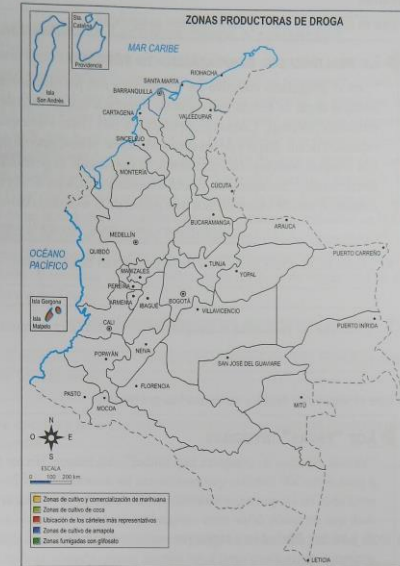 ZONAS PRODUCTORAS DE DROGA
Sta.
Catalina
Providencia
Isla
San Andrés
MAR CARIBE
RIOHACHA
SANTA MARTA
BARRANQUILLA
CARTAGENA
VALLEDUPAR
SINCELEJO
MONTERÍA
CÚCUTA
BUCARAMANGA
ARAUCA
MEDELLÍN
OCÉANO
PACÍFICO
QUIBDÓ
PUERTO CARREÑO
TUNJA
YOPAL
MANIZALES
PEREIRA
ARMENIA
IBAGUÉ
BOGOTÁ
VILLAVICENCIO
Isla Gorgona
Isla
Malpelo
CALI
PUERTO INÍRIDA
NEIVA
POPAYÁN
SAN JOSÉ DEL GUAVIARE
FLORENCIA
PASTO
MOCOA
MITÚ
N
O E
S
ESCALA
0 100 200 km
Zonas de cultivo y comercialización de marihuana
Zonas de cultivo de coca
Ubicación de los cárteles más representativos
Zonas de cultivo de amapola
Zonas fumigadas con glifosato
LETICIA